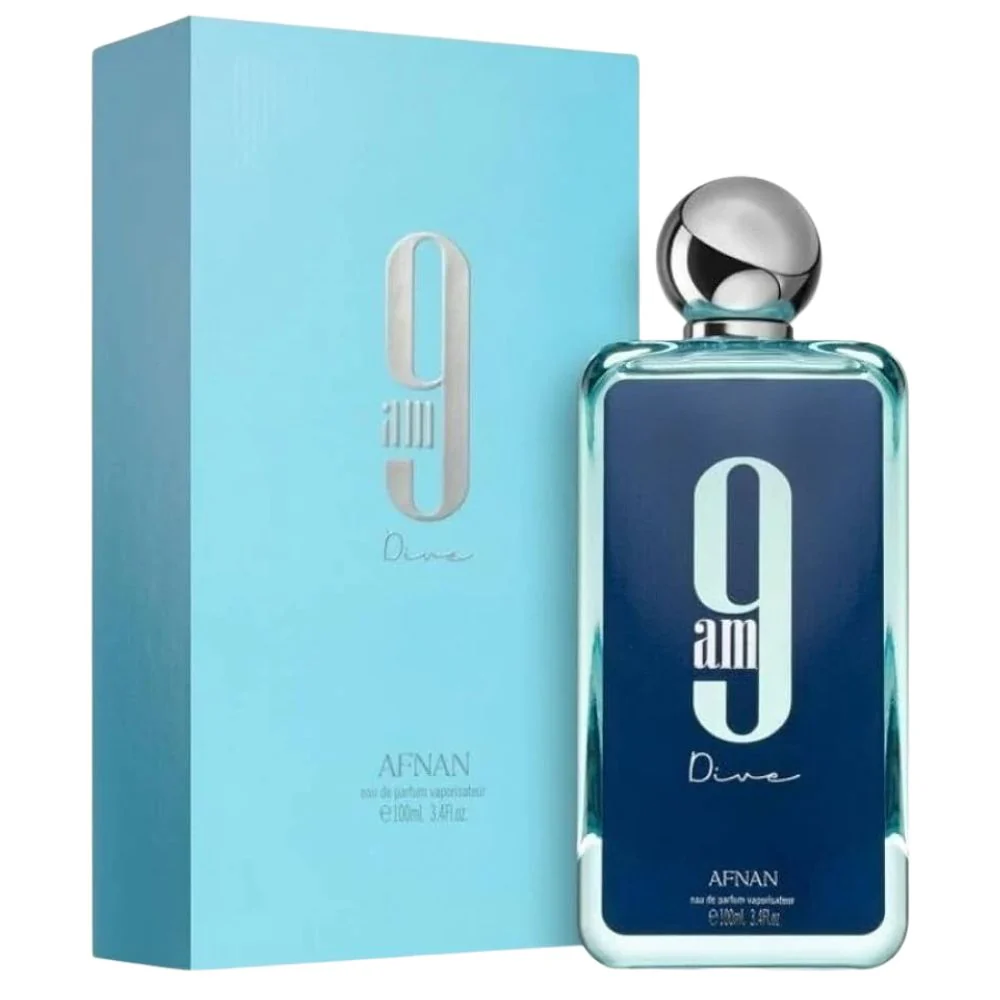 9
am
Dive
AFNAN
eau de parfum vaporisateur
℮100ml 3.4Fl.oz
9
am
Dive
AFNAN
eau de parfum vaporisateur
℮100ml 3.4Fl.oz